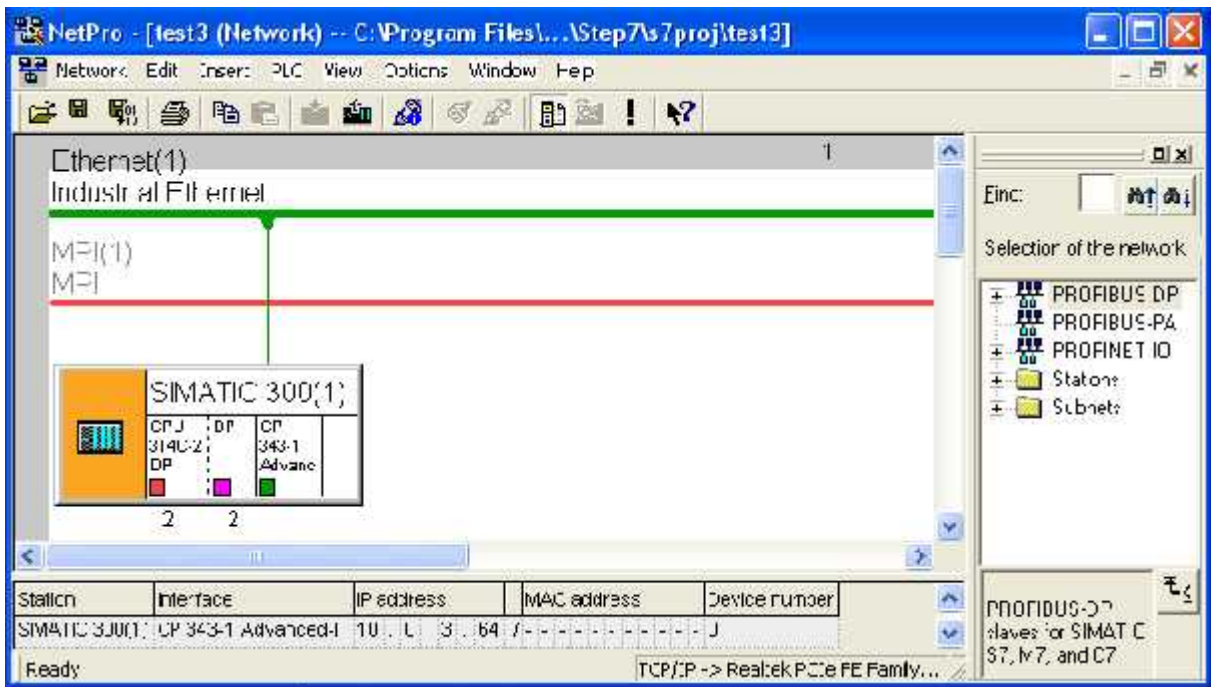 NetPro - [test3 (Network) -- C:\Program Files\...\Step7\s7proj\test3]
Network Edit Insert PLC View Options Window Help
Ethernet(1)
1
Industrial Ethernet
MPI(1)
MPI
SIMATIC 300(1)
CPU
314C-2
DP
DP
CP
343-1
Advanc
2 2
Find:
Selection of the network
PROFIBUS DP
PROFIBUS-PA
PROFINET IO
Stations
Subnets
Station Interface IP address MAC address Device number
SIMATIC 300(1) CP 343-1 Advanced-I 10 . 0 . 3 . 64
PROFIBUS-DP
slaves for SIMATIC
S7, M7, and C7
Ready
TCP/IP -> Realtek PCIe FE Family...